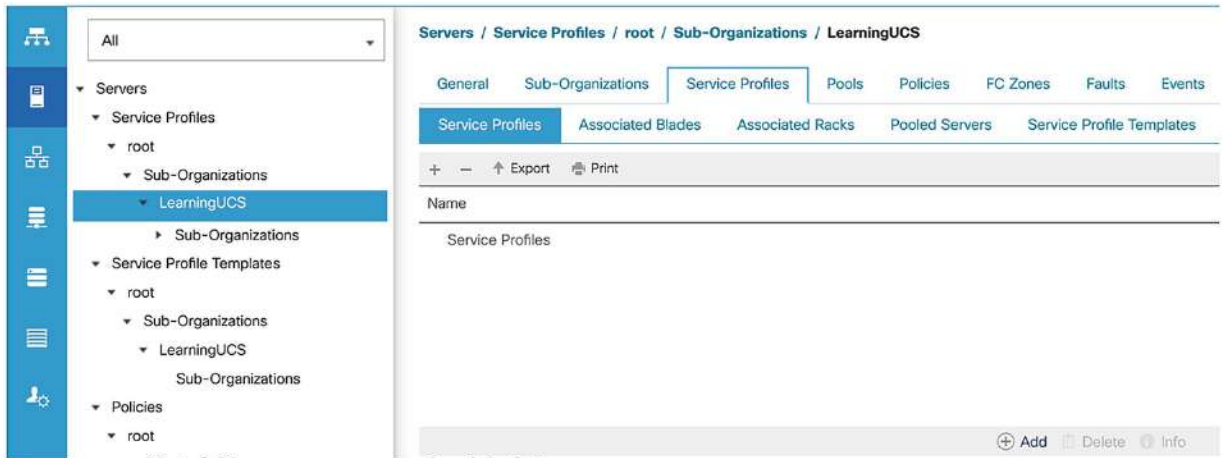 All
Servers
Service Profiles
root
Sub-Organizations
LearningUCS
Sub-Organizations
Service Profile Templates
root
Sub-Organizations
LearningUCS
Sub-Organizations
Policies
root
Servers / Service Profiles / root / Sub-Organizations / LearningUCS
General Sub-Organizations Service Profiles Pools Policies FC Zones Faults Events
Service Profiles Associated Blades Associated Racks Pooled Servers Service Profile Templates
+ − Export Print
Name
Service Profiles
Add Delete Info